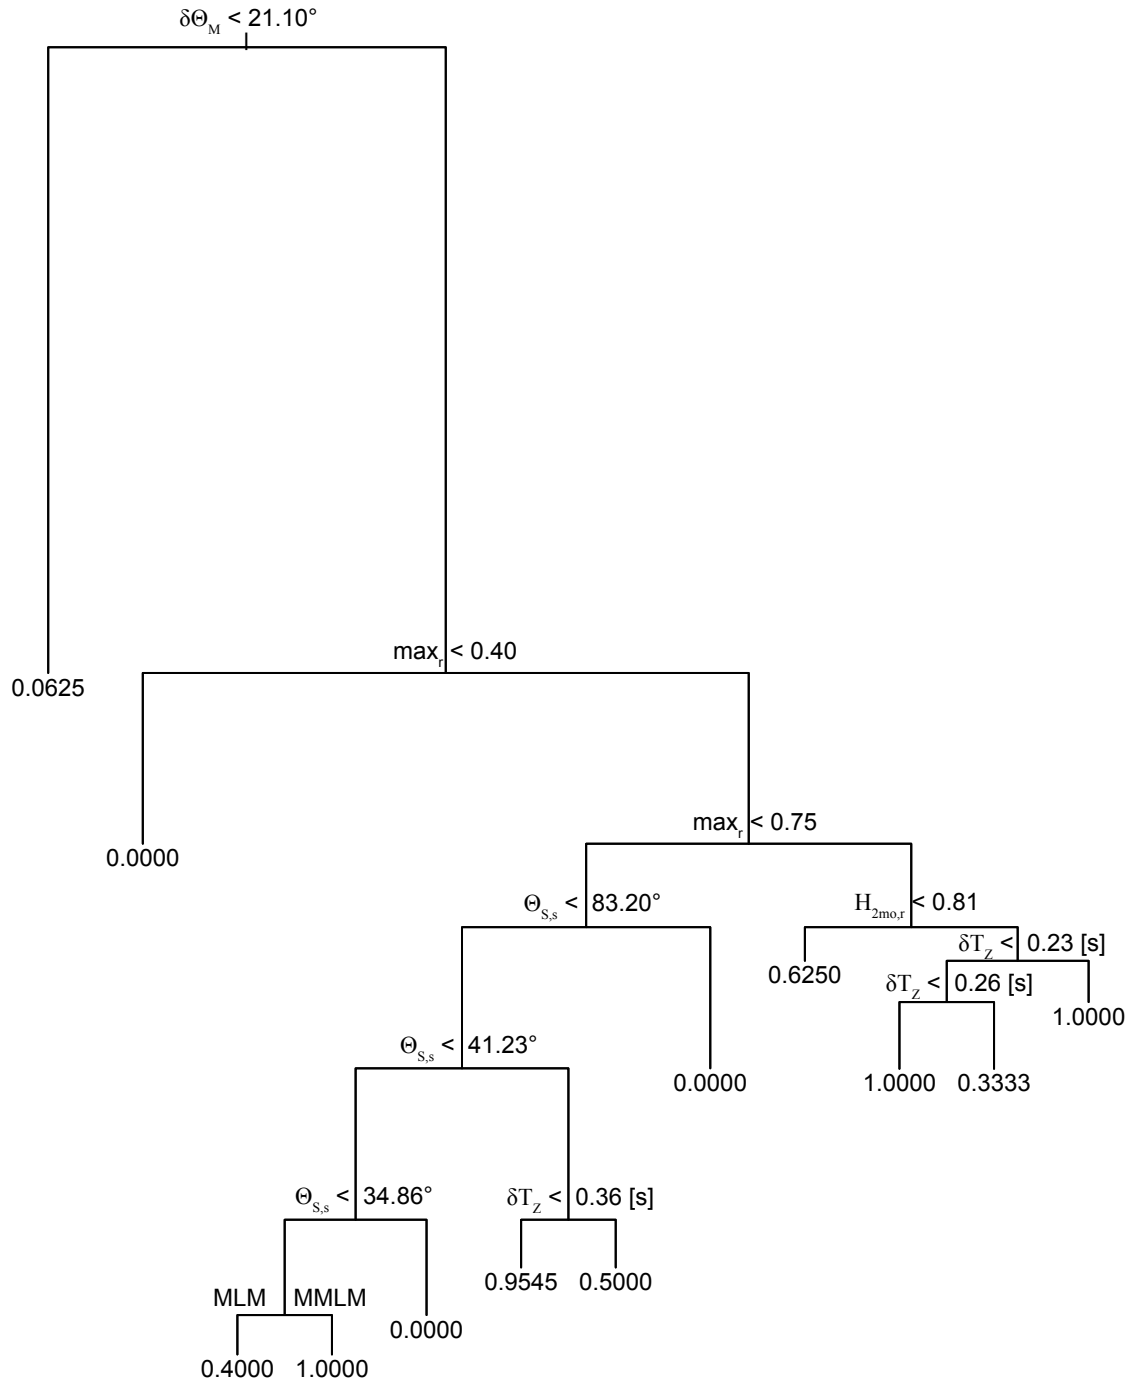 δΘ_M < 21.10°
max_r < 0.40
0.0625
max_r < 0.75
0.0000
Θ_S,s < 83.20°
H_2mo,r < 0.81
δT_Z < 0.23 [s]
0.6250
δT_Z < 0.26 [s]
1.0000
Θ_S,s < 41.23°
0.0000
1.0000
0.3333
Θ_S,s < 34.86°
δT_Z < 0.36 [s]
0.9545
0.5000
MLM
MMLM
0.0000
0.4000
1.0000